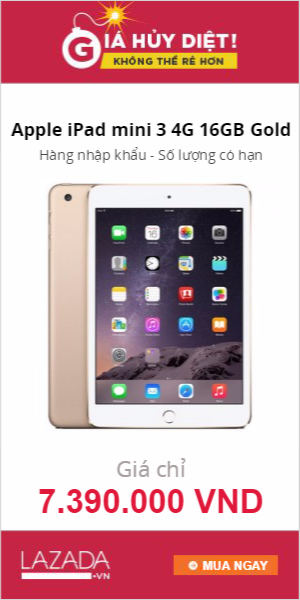 GIÁ HỦY DIỆT!
KHÔNG THỂ RẺ HƠN
Apple iPad mini 3 4G 16GB Gold
Hàng nhập khẩu - Số lượng có hạn
Giá chỉ
7.390.000 VND
LAZADA
.VN
MUA NGAY